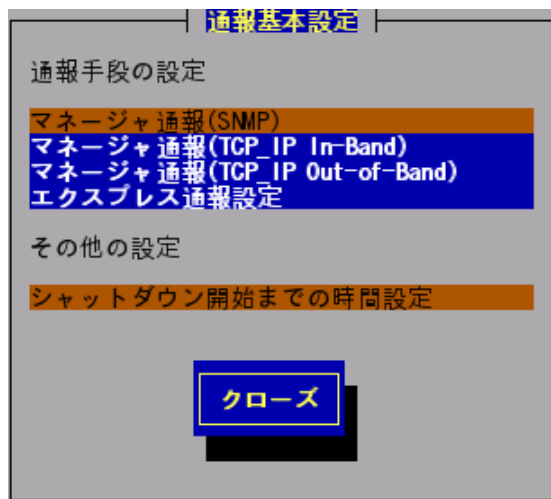 通報基本設定
通報手段の設定
マネージャ通報(SNMP)
マネージャ通報(TCP_IP In-Band)
マネージャ通報(TCP_IP Out-of-Band)
エクスプレス通報設定
その他の設定
シャットダウン開始までの時間設定
クローズ